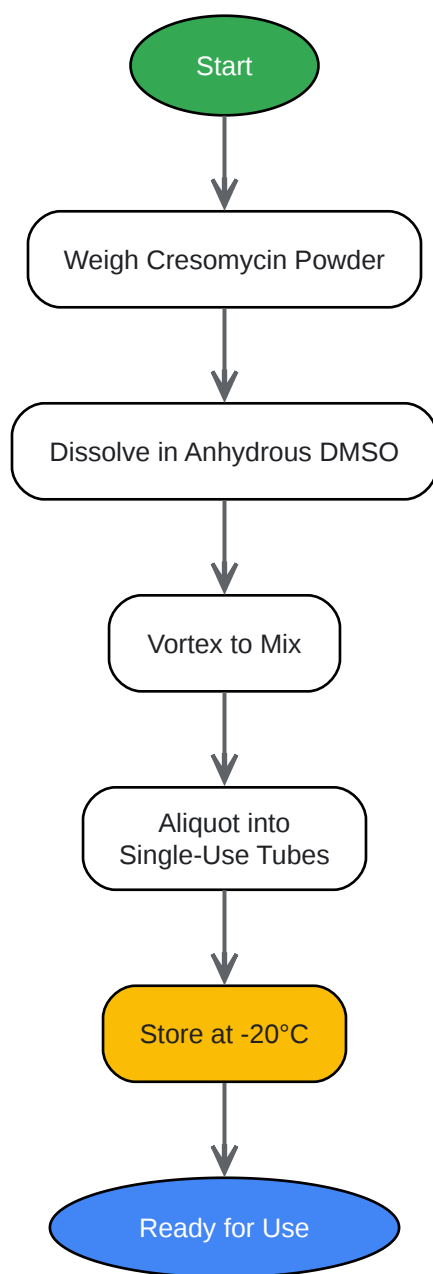 Start
Weigh Cresomycin Powder
Dissolve in Anhydrous DMSO
Vortex to Mix
Aliquot into
Single-Use Tubes
Store at -20°C
Ready for Use